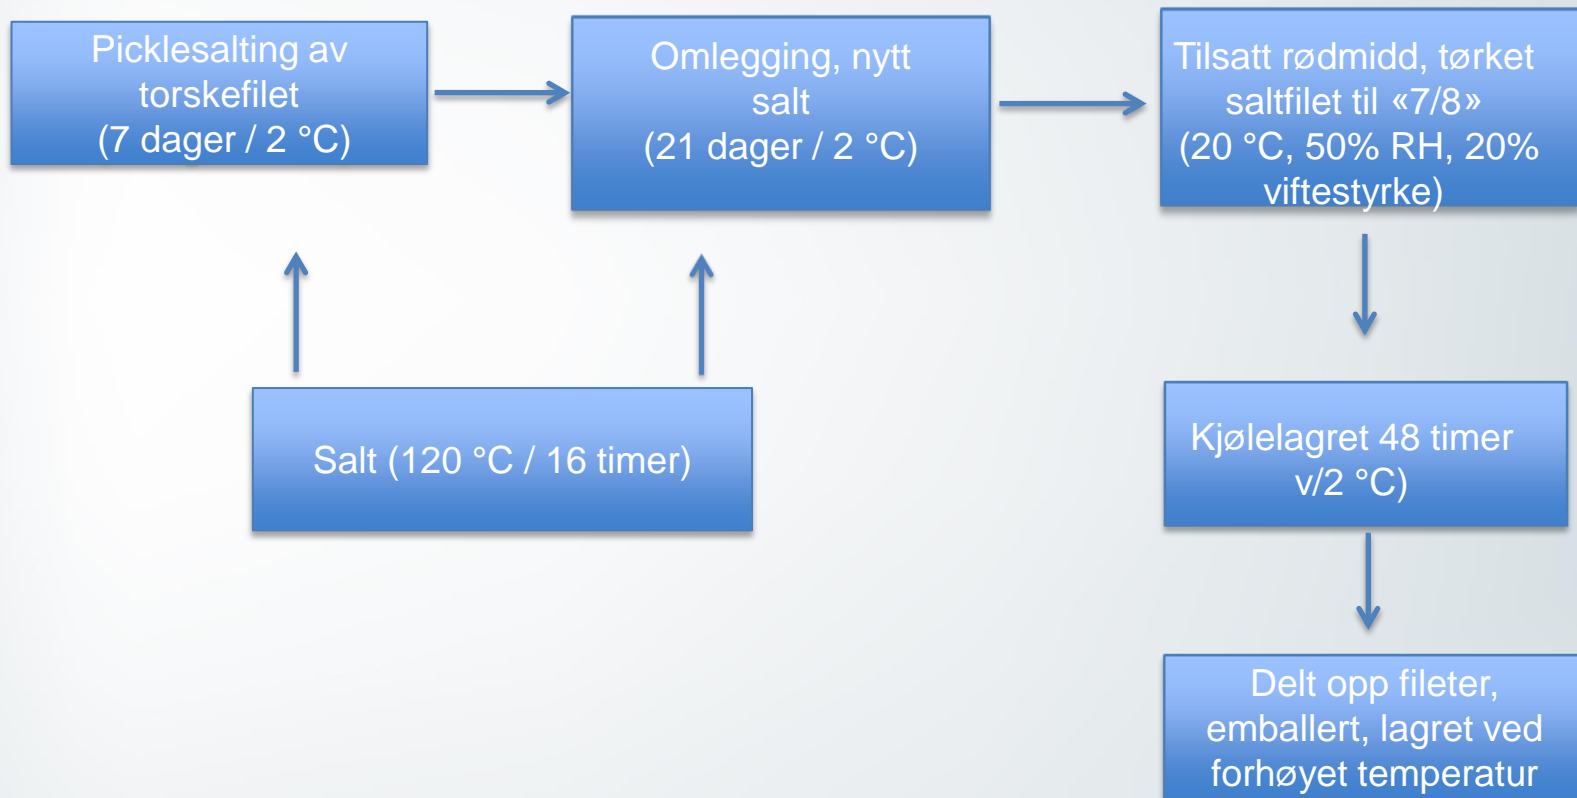 Picklesalting av
torskefilet
(7 dager / 2 °C)
Omlegging, nytt
salt
(21 dager / 2 °C)
Tilsatt rødmidd, tørket
saltfilet til «7/8»
(20 °C, 50% RH, 20%
viftestyrke)
Salt (120 °C / 16 timer)
Kjølelagret 48 timer
v/2 °C)
Delt opp fileter,
emballert, lagret ved
forhøyet temperatur